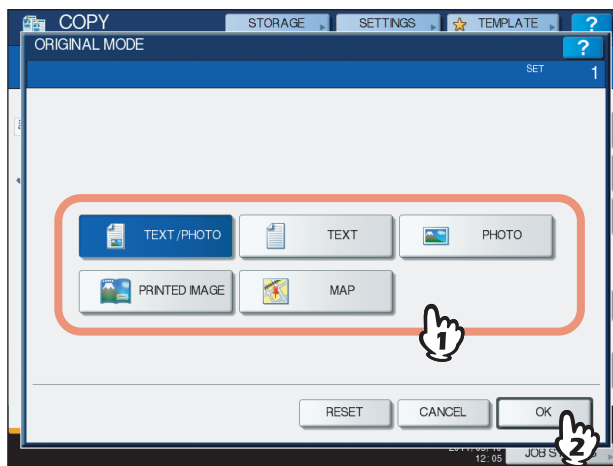 COPY STORAGE SETTINGS TEMPLATE ?
ORIGINAL MODE ?
SET 1
TEXT/PHOTO TEXT PHOTO
PRINTED IMAGE MAP
1
RESET CANCEL OK
2
12:05 JOB S